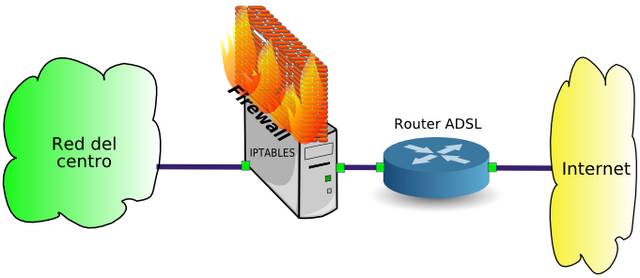 Red del
centro
Firewall
IPTABLES
Router ADSL
Internet